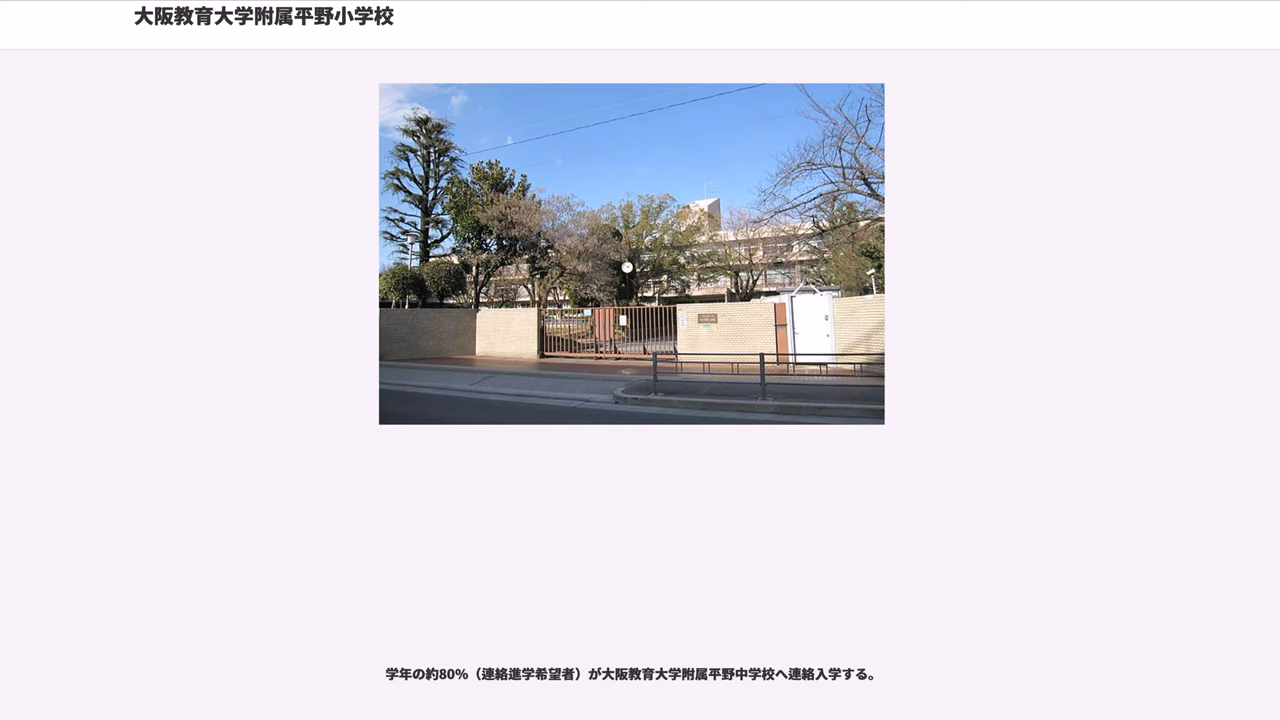 大阪教育大学附属平野小学校
学年の約80%（連絡進学希望者）が大阪教育大学附属平野中学校へ連絡入学する。